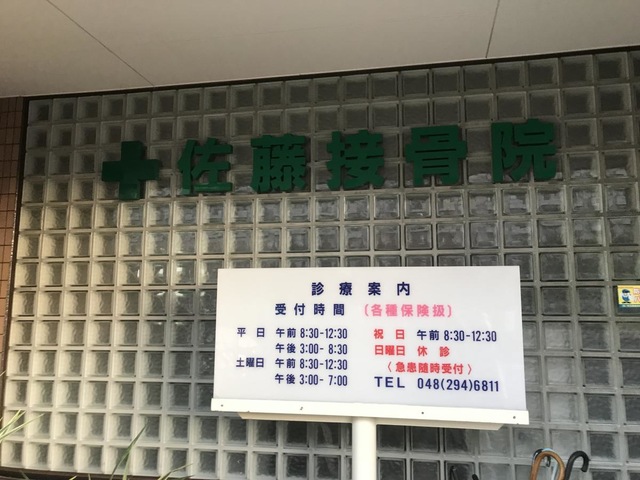 佐藤接骨院
診療案内
受付時間 (各種保険扱)
平日 午前 8:30-12:30
午後 3:00-8:30
土曜日 午前 8:30-12:30
午後 3:00-7:00
祝日 午前 8:30-12:30
日曜日 休診
〈急患随時受付〉
TEL 048(294)6811